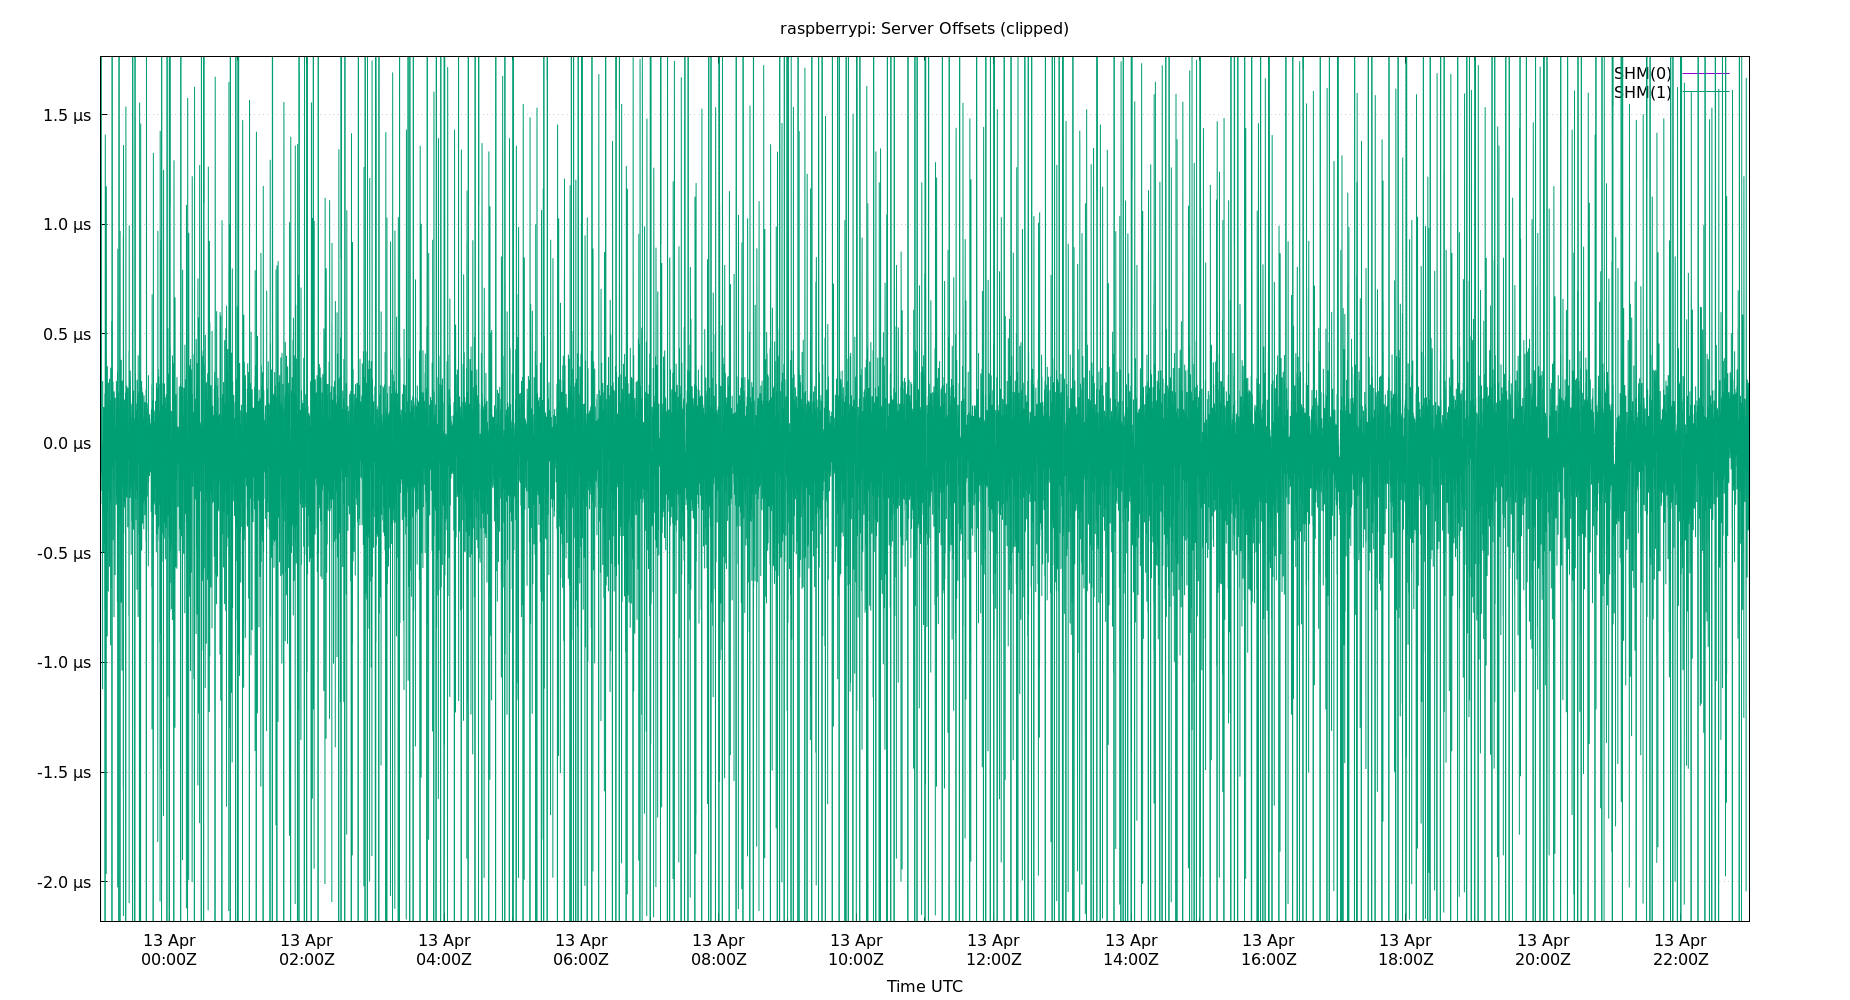 raspberrypi: Server Offsets (clipped)
SHM(0)
SHM(1)
1.5 µs
1.0 µs
0.5 µs
0.0 µs
-0.5 µs
-1.0 µs
-1.5 µs
-2.0 µs
13 Apr 13 Apr 13 Apr 13 Apr 13 Apr 13 Apr 13 Apr 13 Apr 13 Apr 13 Apr 13 Apr 13 Apr
00:00Z 02:00Z 04:00Z 06:00Z 08:00Z 10:00Z 12:00Z 14:00Z 16:00Z 18:00Z 20:00Z 22:00Z
Time UTC